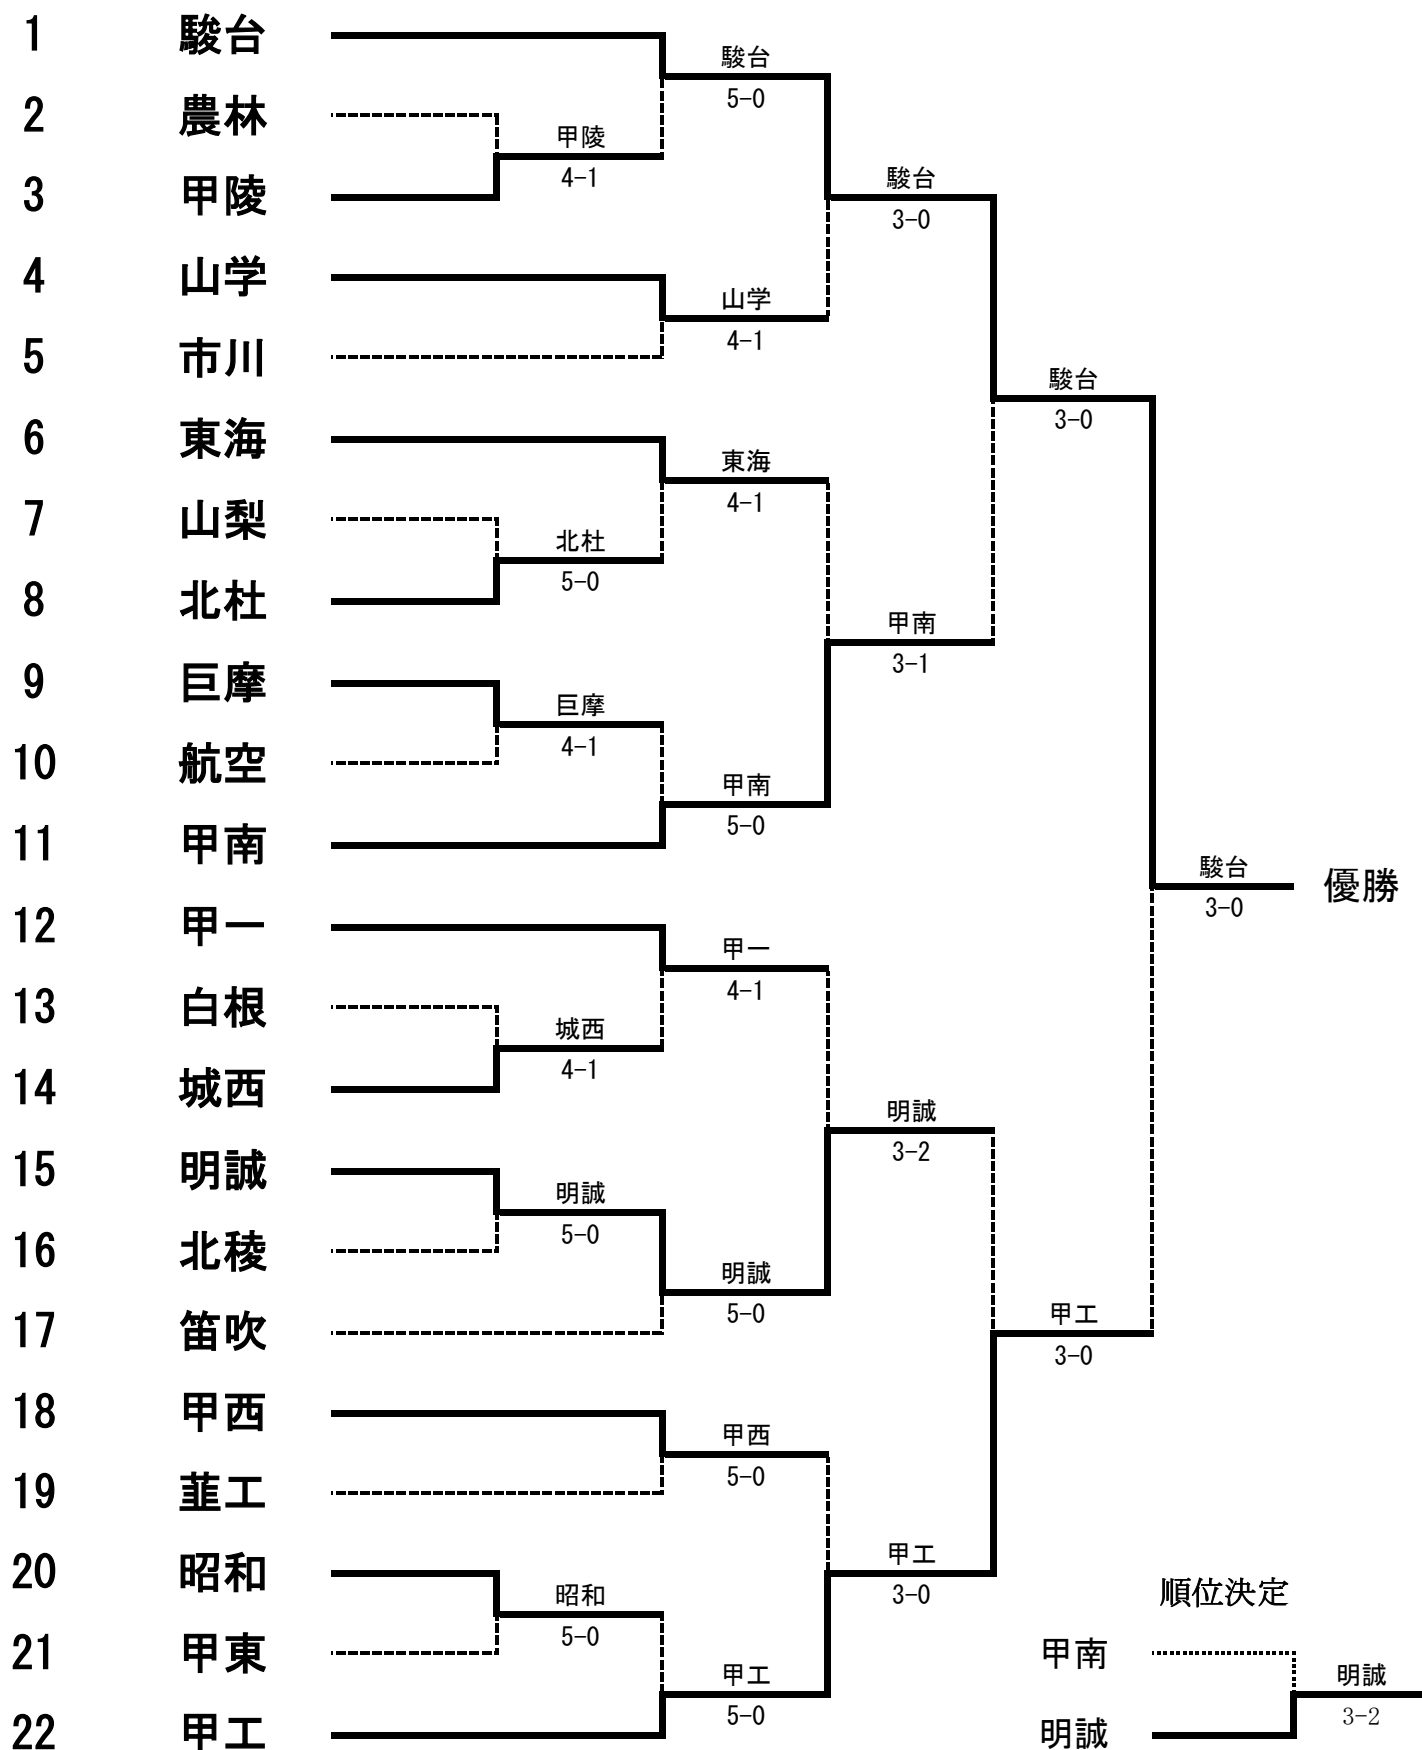 1 駿台
駿台
5-0
2 農林
甲陵
4-1
3 甲陵
駿台
3-0
4 山学
山学
4-1
5 市川
駿台
3-0
6 東海
東海
4-1
7 山梨
北杜
5-0
8 北杜
甲南
3-1
9 巨摩
巨摩
4-1
10 航空
甲南
5-0
11 甲南
駿台
3-0
優勝
12 甲一
甲一
4-1
13 白根
城西
4-1
14 城西
明誠
3-2
15 明誠
明誠
5-0
16 北稜
明誠
5-0
17 笛吹
甲工
3-0
18 甲西
甲西
5-0
19 韮工
甲工
3-0
20 昭和
昭和
5-0
21 甲東
甲工
5-0
22 甲工
順位決定
甲南
明誠
3-2
明誠